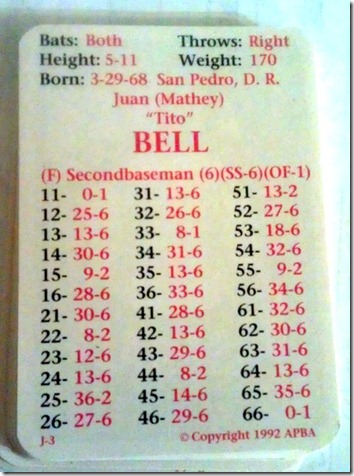 Bats: Both Throws: Right
Height: 5-11 Weight: 170
Born: 3-29-68 San Pedro, D. R.
Juan (Mathey)
"Tito"
BELL
(F) Secondbaseman (6)(SS-6)(OF-1)
11- 0-1 31- 13-6 51- 13-2
12- 25-6 32- 26-6 52- 27-6
13- 13-6 33- 8-1 53- 18-6
14- 30-6 34- 31-6 54- 32-6
15- 9-2 35- 13-6 55- 9-2
16- 28-6 36- 33-6 56- 34-6
21- 30-6 41- 28-6 61- 32-6
22- 8-2 42- 13-6 62- 30-6
23- 12-6 43- 29-6 63- 31-6
24- 13-6 44- 8-2 64- 13-6
25- 36-2 45- 14-6 65- 35-6
26- 27-6 46- 29-6 66- 0-1
J-3 © Copyright 1992 APBA